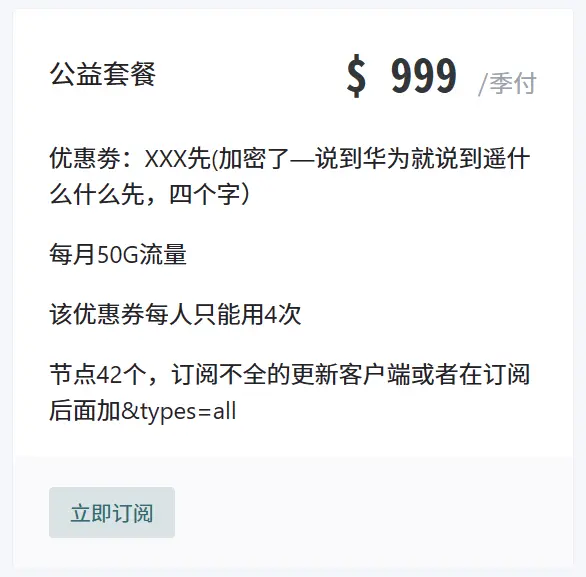 公益套餐
$ 999 /季付
优惠劵：XXX先(加密了—说到华为就说到遥什
么什么先，四个字）
每月50G流量
该优惠券每人只能用4次
节点42个，订阅不全的更新客户端或者在订阅
后面加&types=all
立即订阅